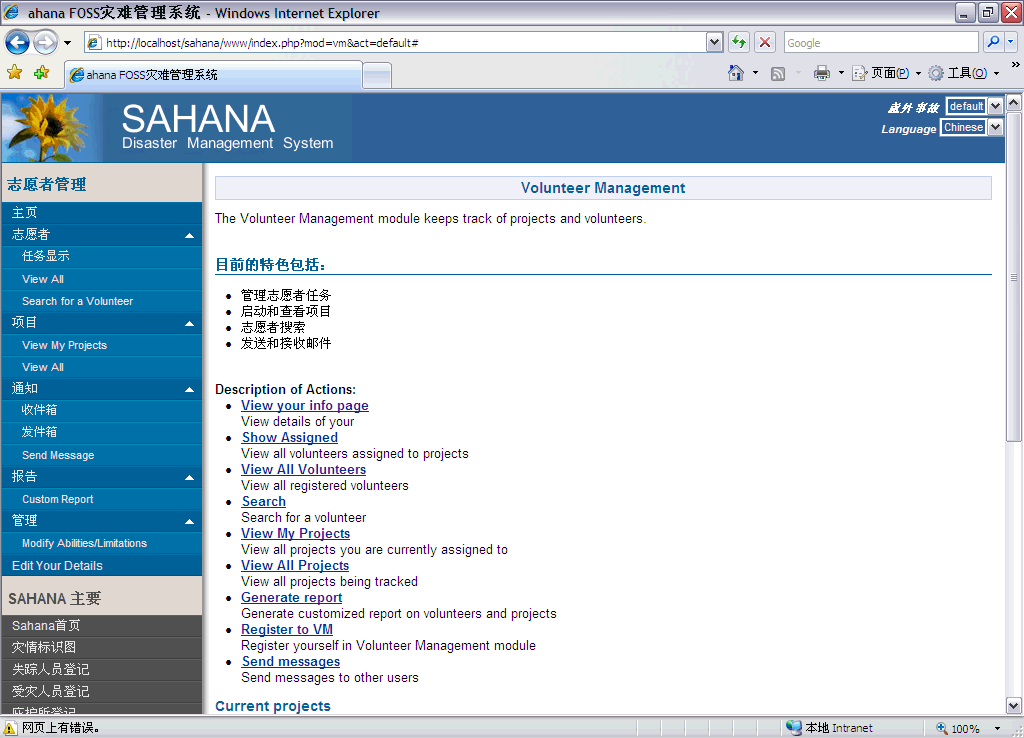 ahana FOSS灾难管理系统 - Windows Internet Explorer
http://localhost/sahana/www/index.php?mod=vm&act=default#
Google
ahana FOSS灾难管理系统
页面(P)
工具(O)
SAHANA
Disaster Management System
default
Language Chinese
志愿者管理
主页
志愿者
任务显示
View All
Search for a Volunteer
项目
View My Projects
View All
通知
收件箱
发件箱
Send Message
报告
Custom Report
管理
Modify Abilities/Limitations
Edit Your Details
SAHANA 主要
Sahana首页
灾情标识图
失踪人员登记
受灾人员登记
庇护所登记
Volunteer Management
The Volunteer Management module keeps track of projects and volunteers.
目前的特色包括：
管理志愿者任务
启动和查看项目
志愿者搜索
发送和接收邮件
Description of Actions:
View your info page
View details of your
Show Assigned
View all volunteers assigned to projects
View All Volunteers
View all registered volunteers
Search
Search for a volunteer
View My Projects
View all projects you are currently assigned to
View All Projects
View all projects being tracked
Generate report
Generate customized report on volunteers and projects
Register to VM
Register yourself in Volunteer Management module
Send messages
Send messages to other users
Current projects
网页上有错误。
本地 Intranet
100%